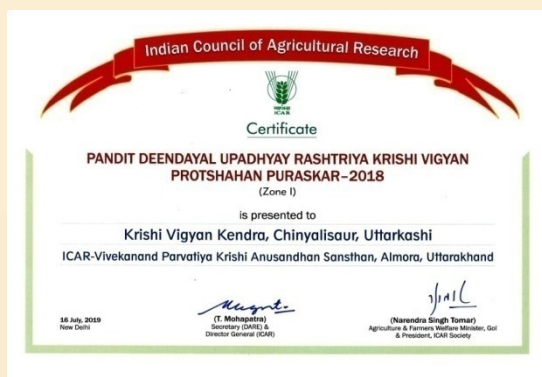 Indian Council of Agricultural Research
ICAR
Certificate
PANDIT DEENDAYAL UPADHYAY RASHTRIYA KRISHI VIGYAN
PROTSHAHAN PURASKAR–2018
(Zone I)
is presented to
Krishi Vigyan Kendra, Chinyalisaur, Uttarkashi
ICAR-Vivekanand Parvatiya Krishi Anusandhan Sansthan, Almora, Uttarakhand
16 July, 2019
New Delhi
(T. Mohapatra)
Secretary (DARE) &
Director General (ICAR)
(Narendra Singh Tomar)
Agriculture & Farmers Welfare Minister, GoI
& President, ICAR Society